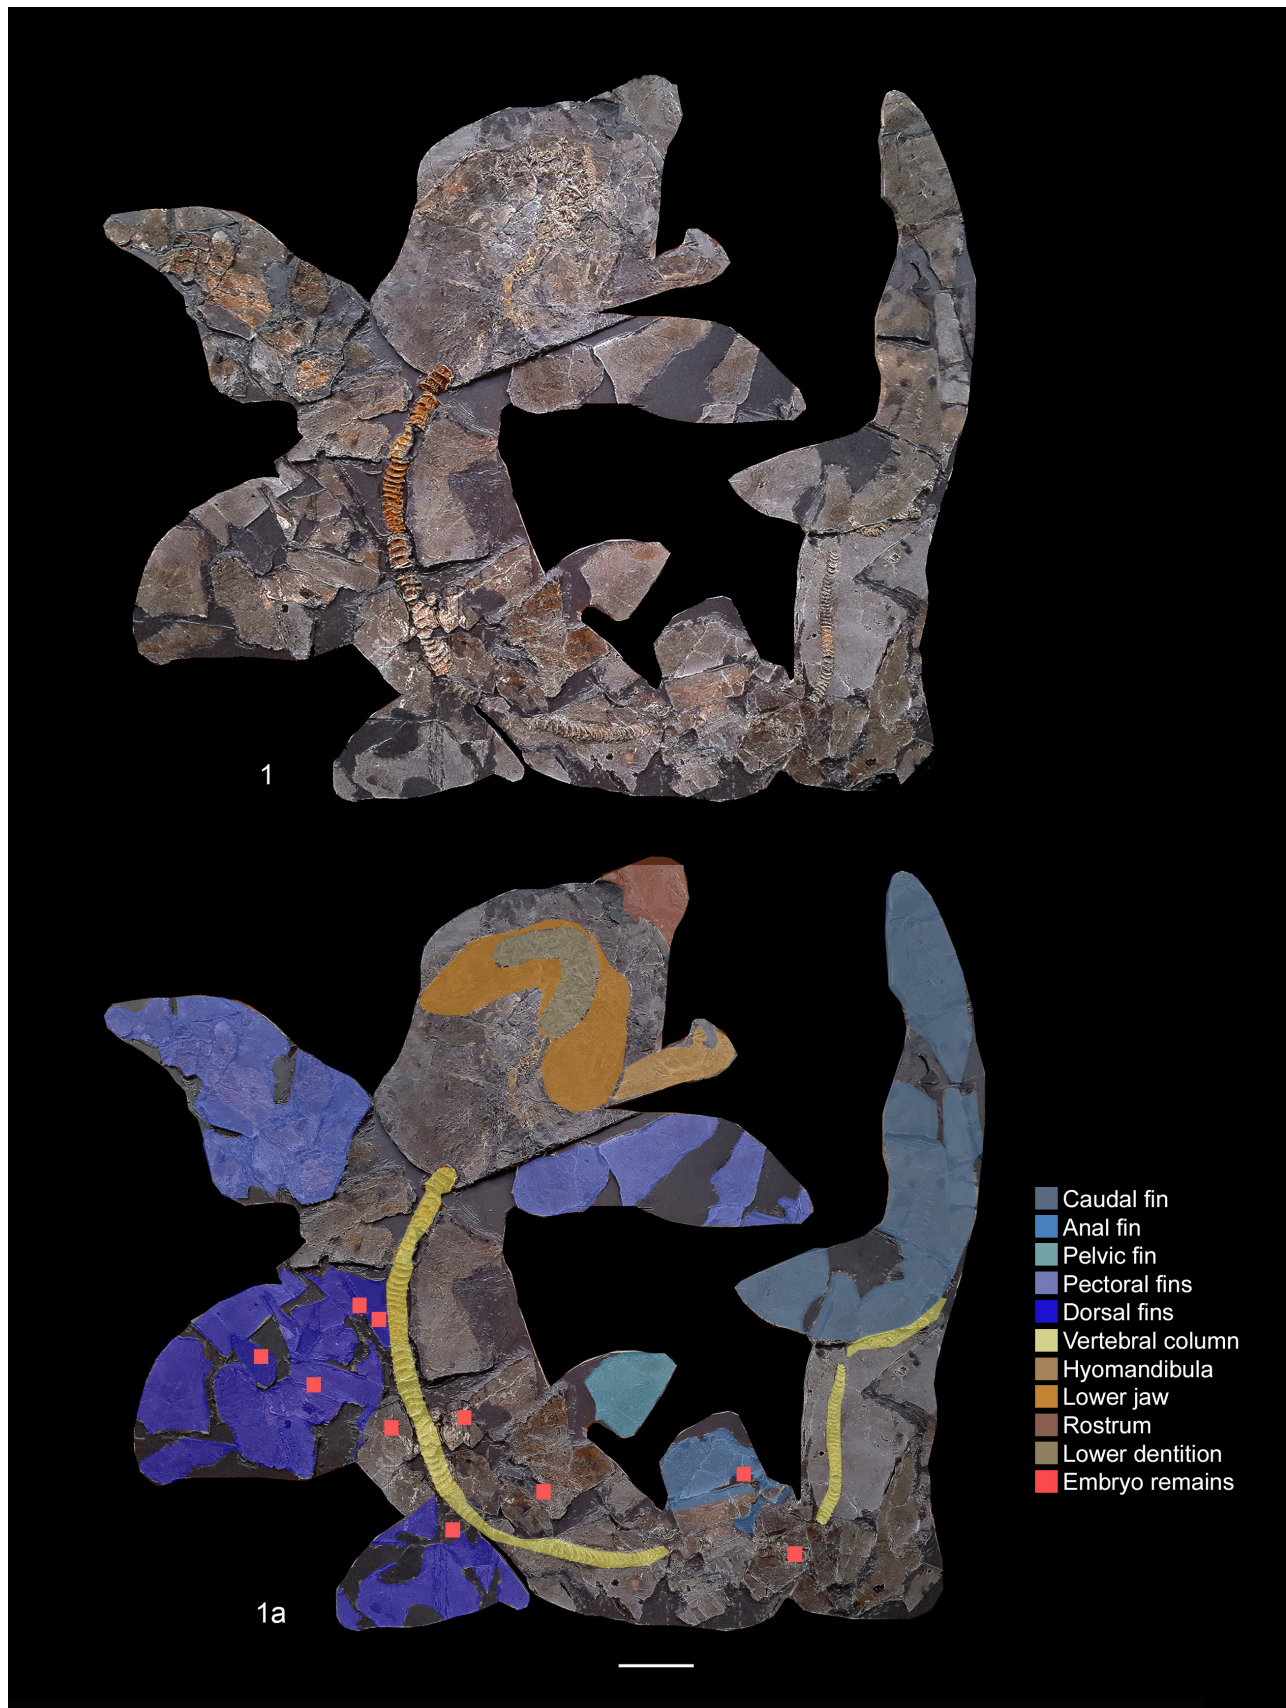 1
1a
Caudal fin
Anal fin
Pelvic fin
Pectoral fins
Dorsal fins
Vertebral column
Hyomandibula
Lower jaw
Rostrum
Lower dentition
Embryo remains